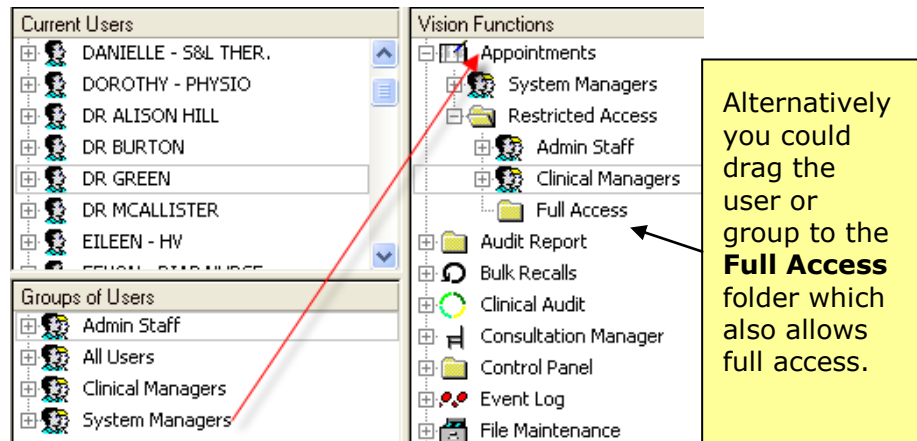 Current Users
DANIELLE - S&L THER.
DOROTHY - PHYSIO
DR ALISON HILL
DR BURTON
DR GREEN
DR MCALLISTER
EILEEN - HV
Groups of Users
Admin Staff
All Users
Clinical Managers
System Managers
Vision Functions
Appointments
System Managers
Restricted Access
Admin Staff
Clinical Managers
Full Access
Audit Report
Bulk Recalls
Clinical Audit
Consultation Manager
Control Panel
Event Log
File Maintenance
Alternatively
you could
drag the
user or
group to the
Full Access
folder which
also allows
full access.